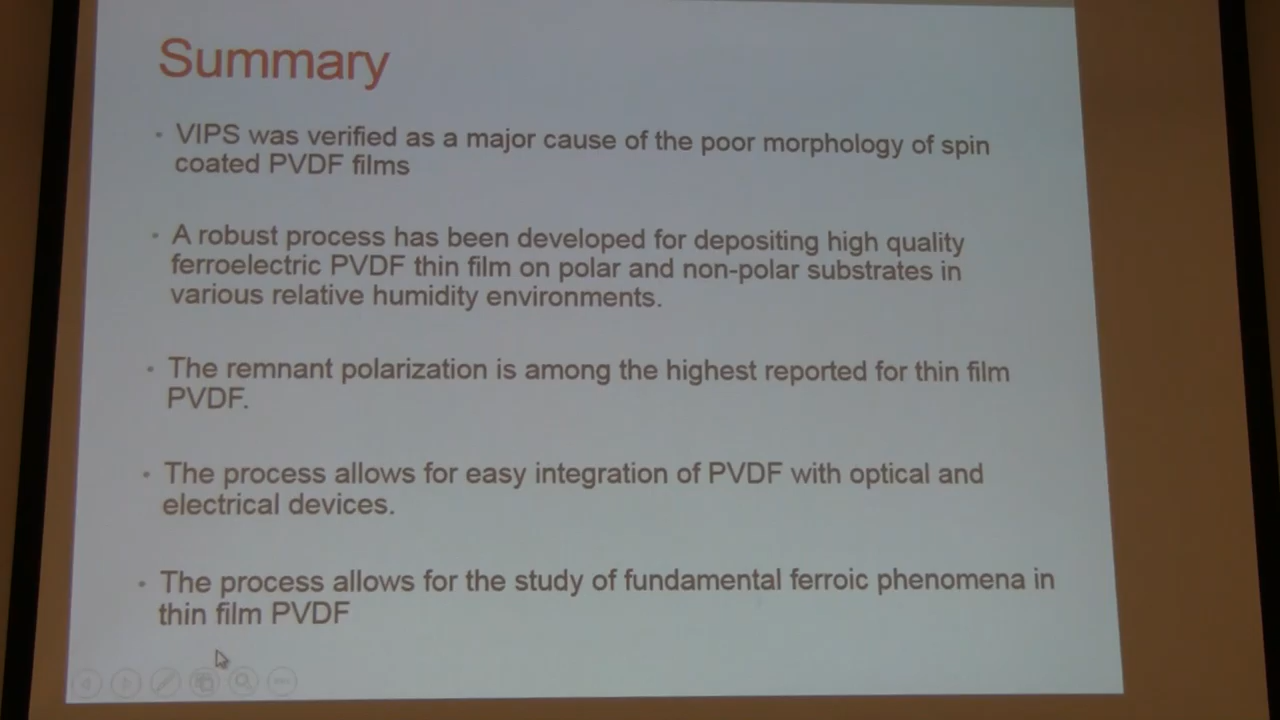 Summary
• VIPS was verified as a major cause of the poor morphology of spin
coated PVDF films
• A robust process has been developed for depositing high quality
ferroelectric PVDF thin film on polar and non-polar substrates in
various relative humidity environments.
• The remnant polarization is among the highest reported for thin film
PVDF.
• The process allows for easy integration of PVDF with optical and
electrical devices.
• The process allows for the study of fundamental ferroic phenomena in
thin film PVDF